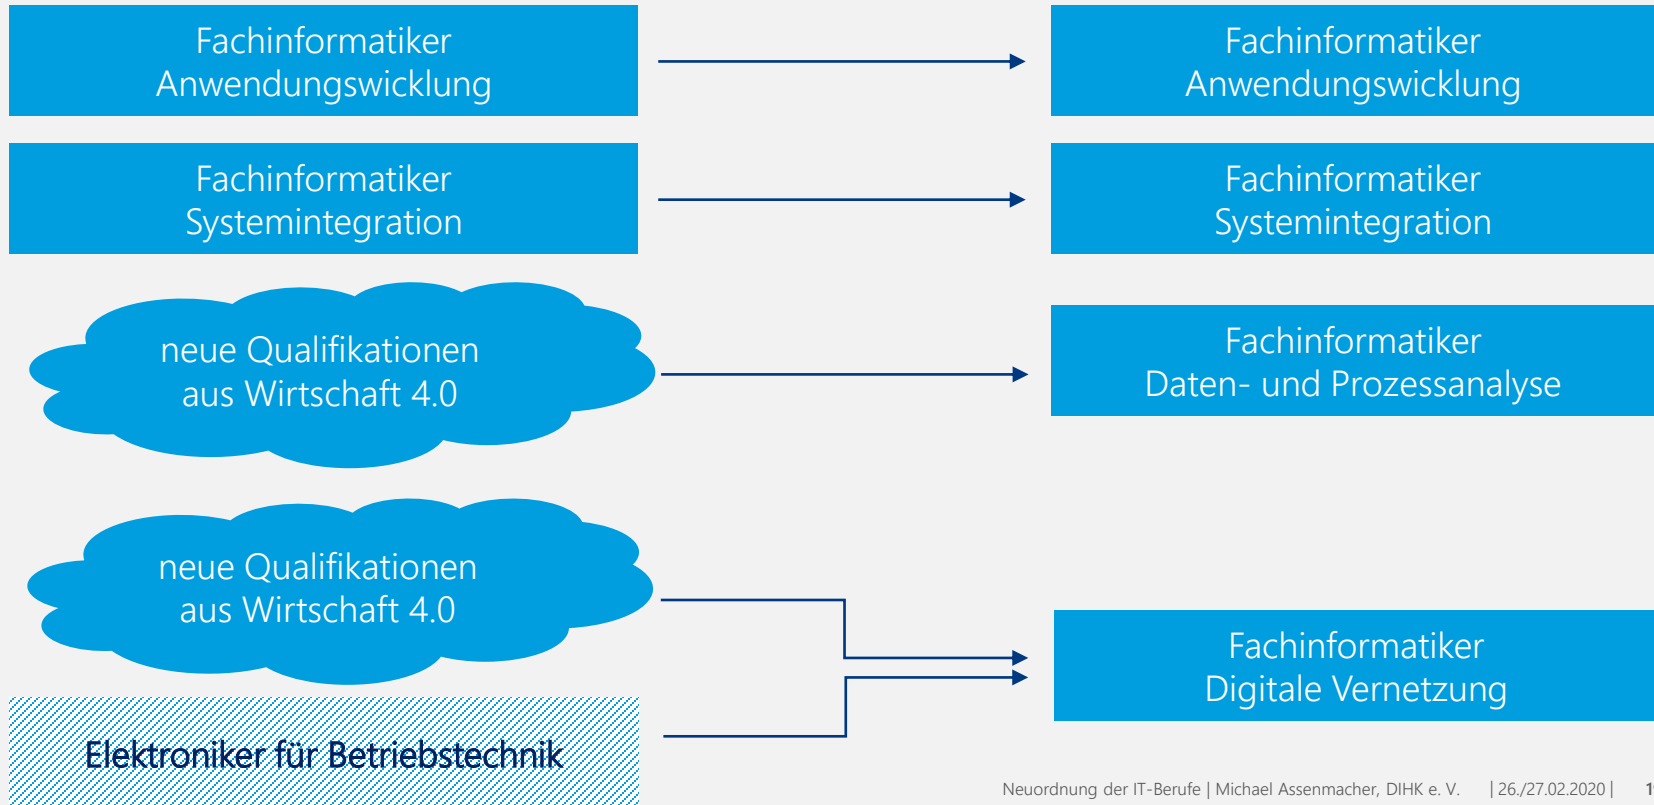 Fachinformatiker
Anwendungswicklung
Fachinformatiker
Anwendungswicklung
Fachinformatiker
Systemintegration
Fachinformatiker
Systemintegration
neue Qualifikationen
aus Wirtschaft 4.0
Fachinformatiker
Daten- und Prozessanalyse
neue Qualifikationen
aus Wirtschaft 4.0
Fachinformatiker
Digitale Vernetzung
Elektroniker für Betriebstechnik
Neuordnung der IT-Berufe | Michael Assenmacher, DIHK e. V. | 26./27.02.2020 |